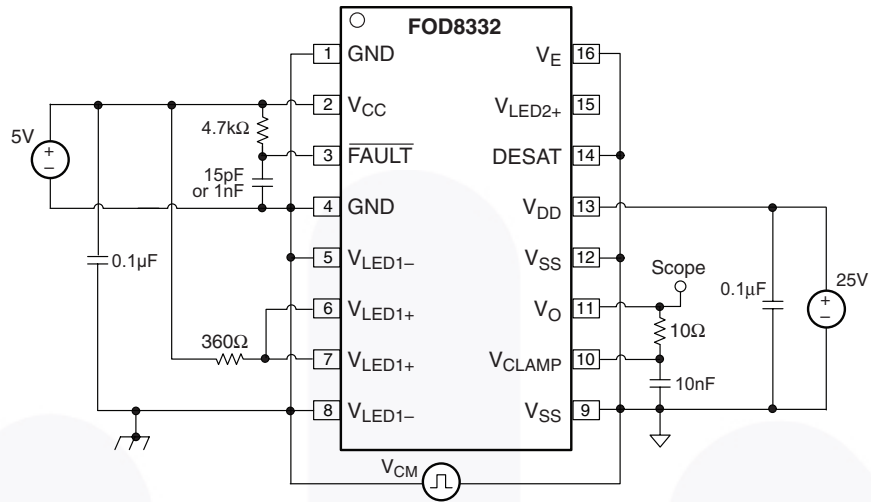 FOD8332
1 GND
2 VCC
3 FAULT
4 GND
5 VLED1–
6 VLED1+
7 VLED1+
8 VLED1–
VE 16
VLED2+ 15
DESAT 14
VDD 13
VSS 12
VO 11
VCLAMP 10
VSS 9
5V
+
–
4.7kΩ
15pF
or 1nF
0.1µF
360Ω
Scope
10Ω
10nF
0.1µF
25V
+
–
VCM